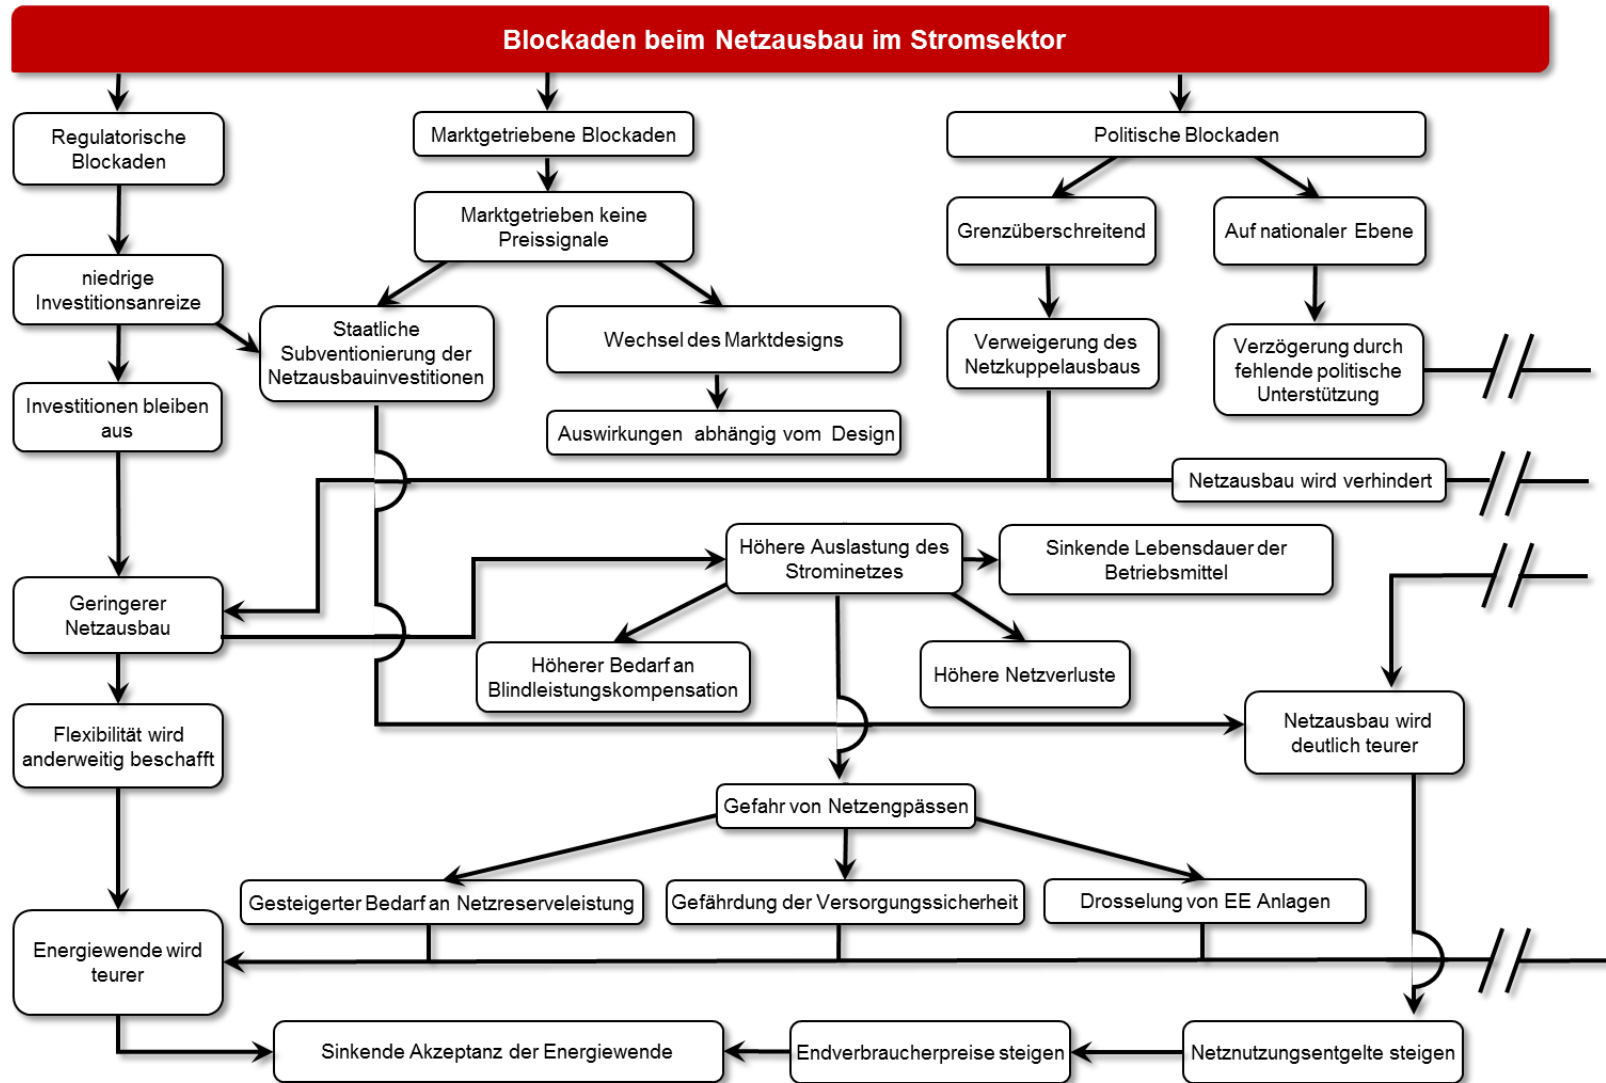 Blockaden beim Netzausbau im Stromsektor
Regulatorische
Blockaden
Marktgetriebene Blockaden
Politische Blockaden
Marktgetrieben keine
Preissignale
Grenzüberschreitend
Auf nationaler Ebene
niedrige
Investitionsanreize
Staatliche
Subventionierung der
Netzausbauinvestitionen
Wechsel des Marktdesigns
Verweigerung des
Netzkuppelausbaus
Verzögerung durch
fehlende politische
Unterstützung
Investitionen bleiben
aus
Auswirkungen abhängig vom Design
Netzausbau wird verhindert
Höhere Auslastung des
Strominetzes
Sinkende Lebensdauer der
Betriebsmittel
Geringerer
Netzausbau
Höherer Bedarf an
Blindleistungskompensation
Höhere Netzverluste
Flexibilität wird
anderweitig beschafft
Netzausbau wird
deutlich teurer
Gefahr von Netzengpässen
Gesteigerter Bedarf an Netzreserveleistung
Gefährdung der Versorgungssicherheit
Drosselung von EE Anlagen
Energiewende wird
teurer
Sinkende Akzeptanz der Energiewende
Endverbraucherpreise steigen
Netznutzungsentgelte steigen